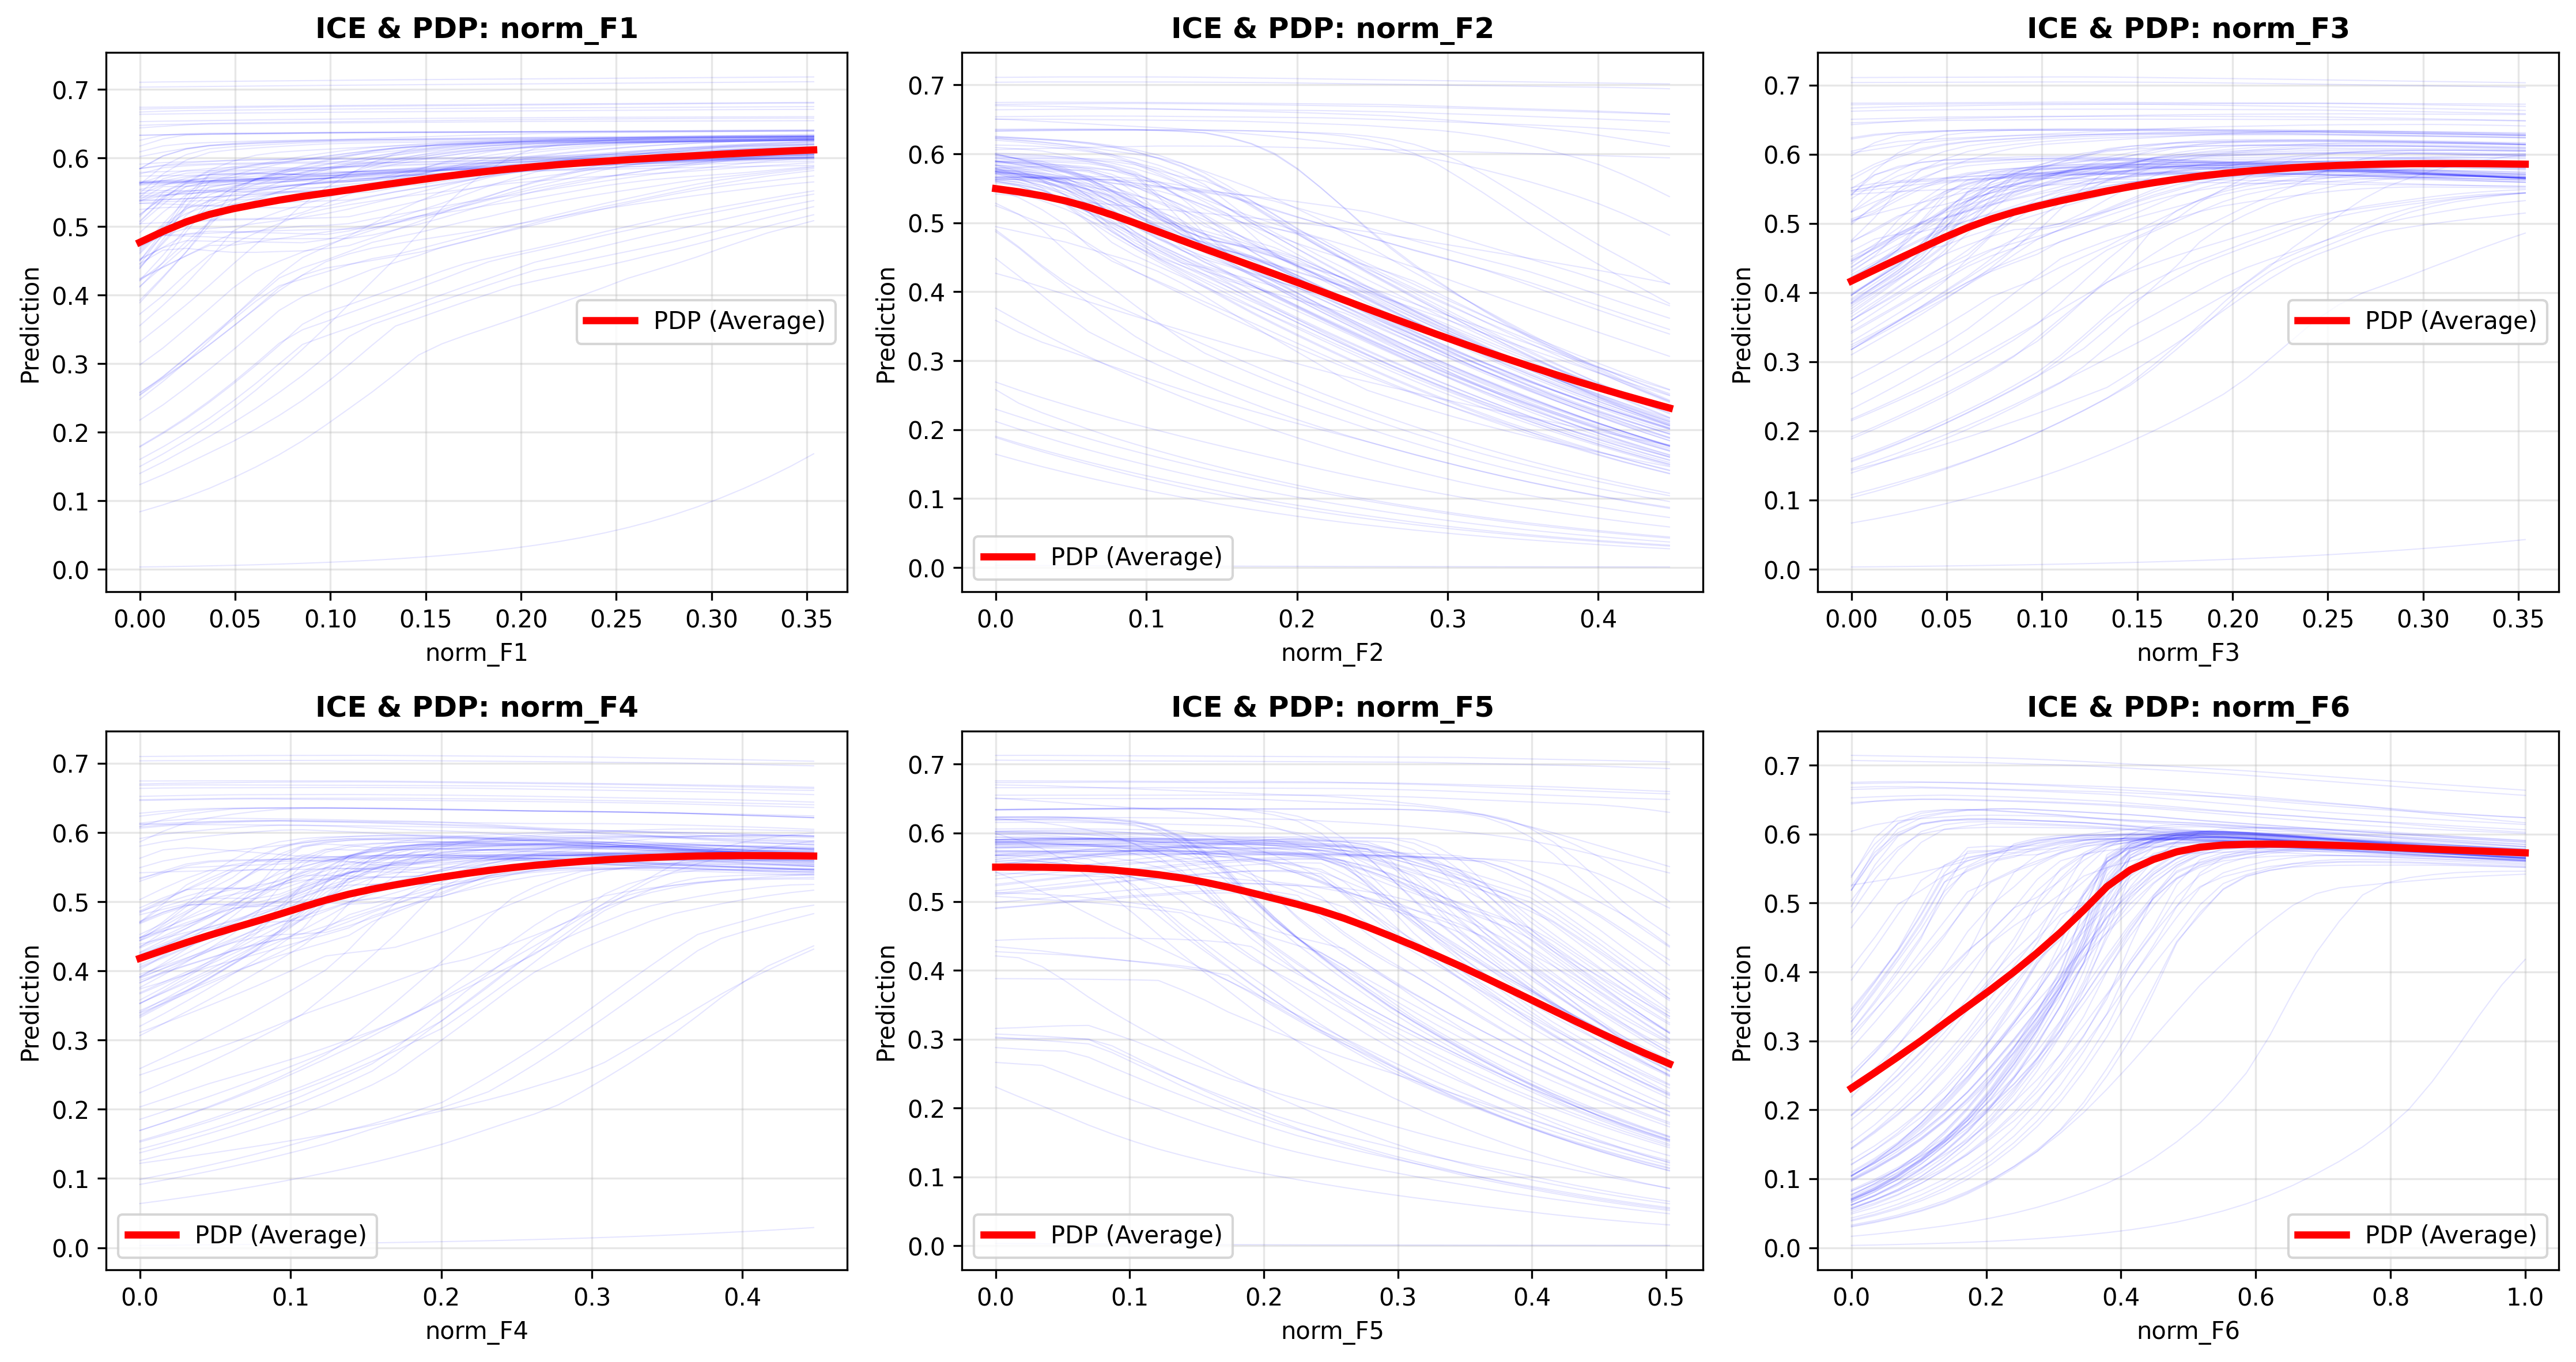 ICE & PDP: norm_F1
0.7
0.6
0.5
0.4
0.3
0.2
0.1
0.0
Prediction
PDP (Average)
0.00 0.05 0.10 0.15 0.20 0.25 0.30 0.35
norm_F1
ICE & PDP: norm_F2
0.7
0.6
0.5
0.4
0.3
0.2
0.1
0.0
Prediction
PDP (Average)
0.0 0.1 0.2 0.3 0.4
norm_F2
ICE & PDP: norm_F3
0.7
0.6
0.5
0.4
0.3
0.2
0.1
0.0
Prediction
PDP (Average)
0.00 0.05 0.10 0.15 0.20 0.25 0.30 0.35
norm_F3
ICE & PDP: norm_F4
0.7
0.6
0.5
0.4
0.3
0.2
0.1
0.0
Prediction
PDP (Average)
0.0 0.1 0.2 0.3 0.4
norm_F4
ICE & PDP: norm_F5
0.7
0.6
0.5
0.4
0.3
0.2
0.1
0.0
Prediction
PDP (Average)
0.0 0.1 0.2 0.3 0.4 0.5
norm_F5
ICE & PDP: norm_F6
0.7
0.6
0.5
0.4
0.3
0.2
0.1
0.0
Prediction
PDP (Average)
0.0 0.2 0.4 0.6 0.8 1.0
norm_F6